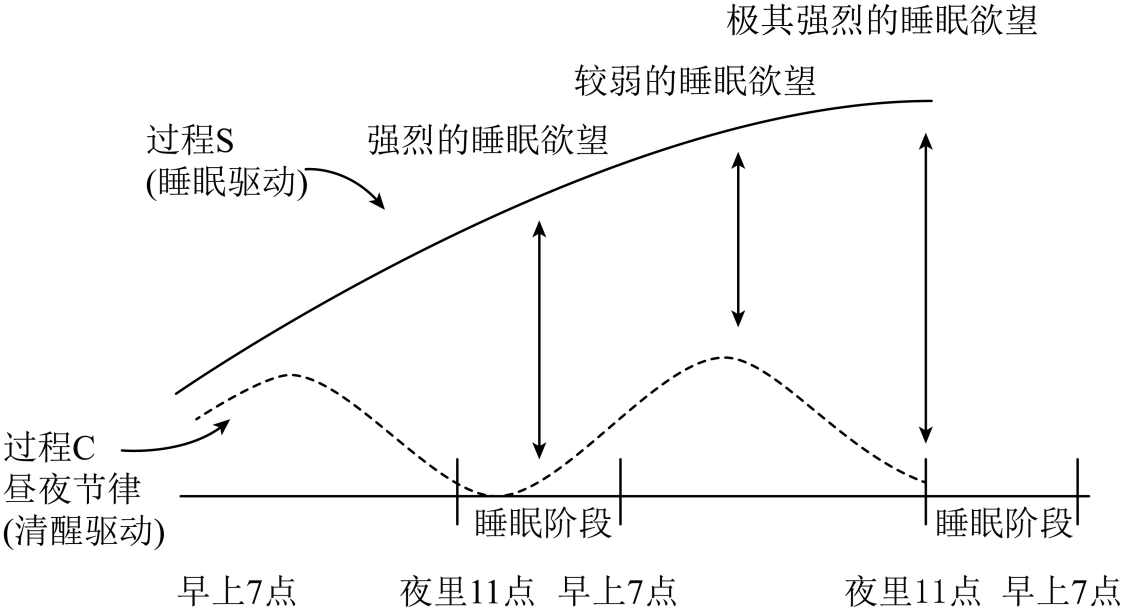 极其强烈的睡眠欲望
较弱的睡眠欲望
强烈的睡眠欲望
过程S
(睡眠驱动)
过程C
昼夜节律
(清醒驱动)
睡眠阶段
睡眠阶段
早上7点
夜里11点
早上7点
夜里11点
早上7点